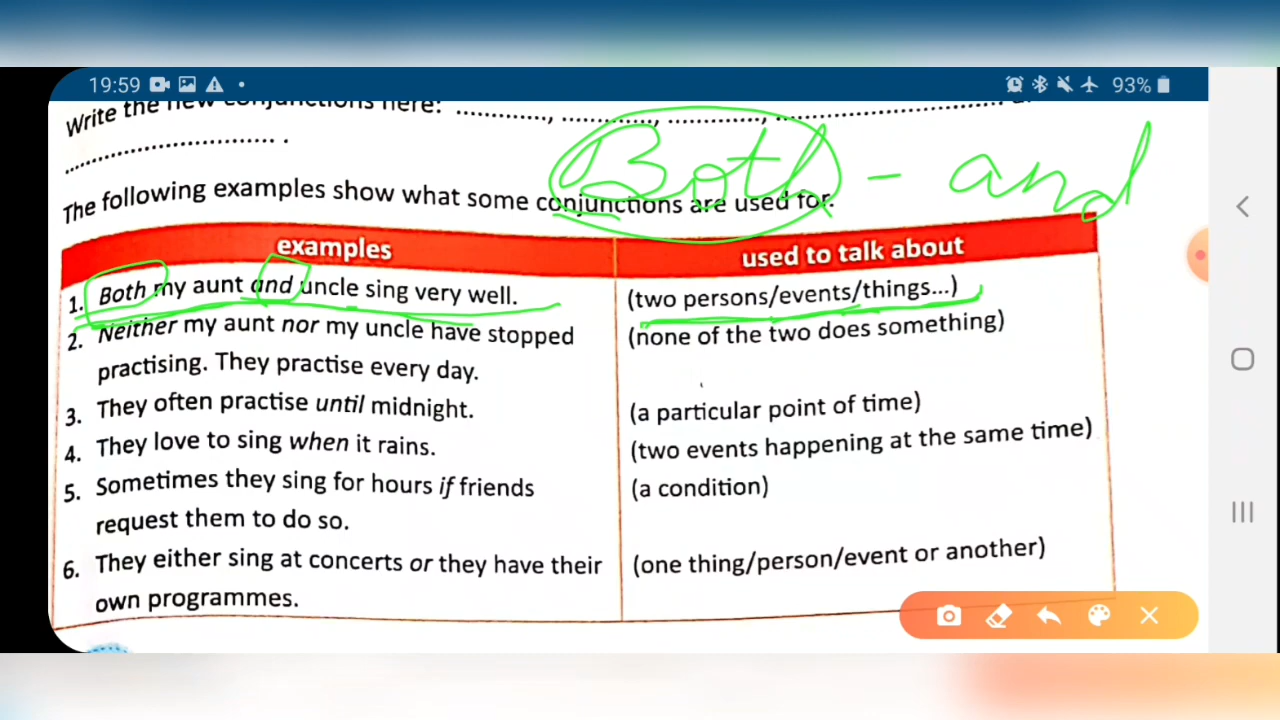 19:59
93%
Write the new conjunctions here: ............., ............., ............., .............
............................ .
Both - and
The following examples show what some conjunctions are used for.
examples
used to talk about
1. Both my aunt and uncle sing very well.
(two persons/events/things...)
2. Neither my aunt nor my uncle have stopped
practising. They practise every day.
(none of the two does something)
3. They often practise until midnight.
(a particular point of time)
4. They love to sing when it rains.
(two events happening at the same time)
5. Sometimes they sing for hours if friends
request them to do so.
(a condition)
6. They either sing at concerts or they have their
own programmes.
(one thing/person/event or another)